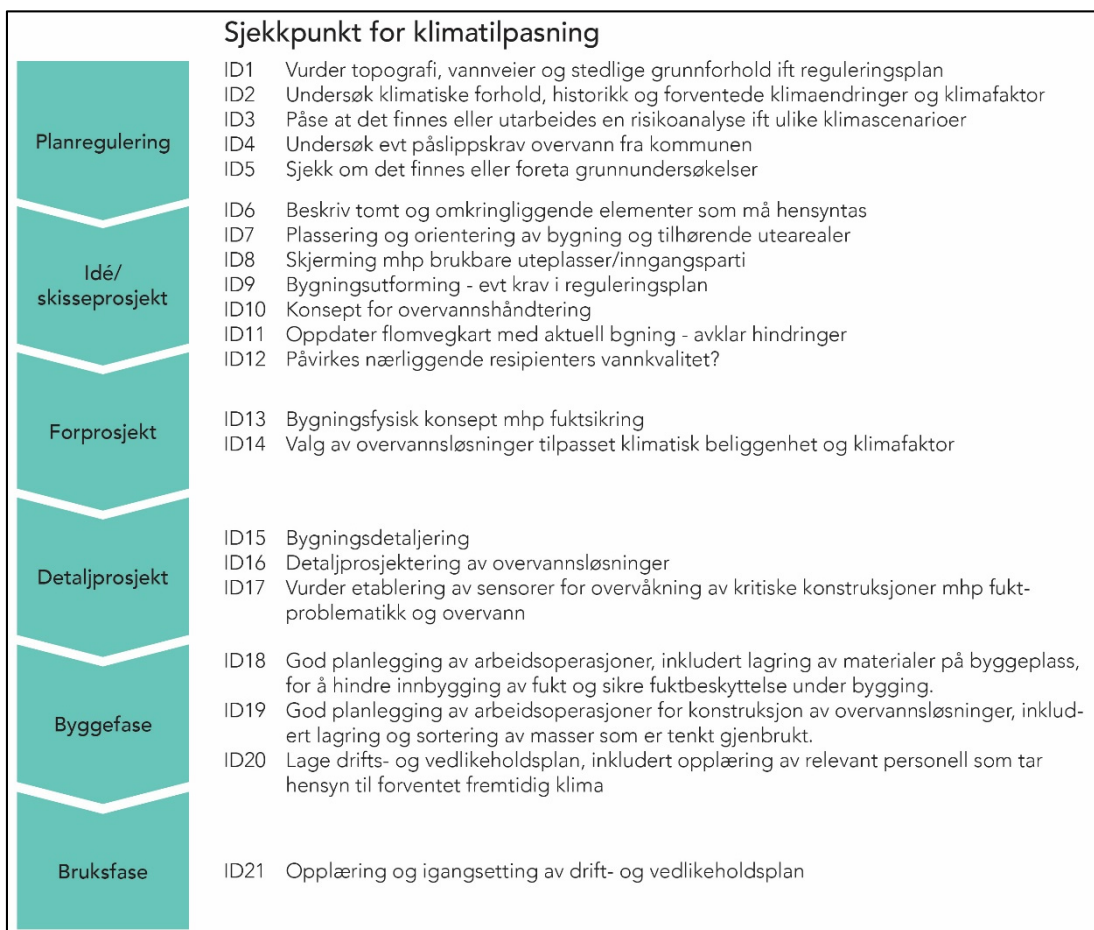 Sjekkpunkt for klimatilpasning
Planregulering
ID1 Vurder topografi, vannveier og stedlige grunnforhold ift reguleringsplan
ID2 Undersøk klimatiske forhold, historikk og forventede klimaendringer og klimafaktor
ID3 Påse at det finnes eller utarbeides en risikoanalyse ift ulike klimascenarioer
ID4 Undersøk evt påslippskrav overvann fra kommunen
ID5 Sjekk om det finnes eller foreta grunnundersøkelser
Idé/
skisseprosjekt
ID6 Beskriv tomt og omkringliggende elementer som må hensyntas
ID7 Plassering og orientering av bygning og tilhørende utearealer
ID8 Skjerming mhp brukbare uteplasser/inngangsparti
ID9 Bygningsutforming - evt krav i reguleringsplan
ID10 Konsept for overvannshåndtering
ID11 Oppdater flomvegkart med aktuell bgning - avklar hindringer
ID12 Påvirkes nærliggende resipienters vannkvalitet?
Forprosjekt
ID13 Bygningsfysisk konsept mhp fuktsikring
ID14 Valg av overvannsløsninger tilpasset klimatisk beliggenhet og klimafaktor
Detaljprosjekt
ID15 Bygningsdetaljering
ID16 Detaljprosjektering av overvannsløsninger
ID17 Vurder etablering av sensorer for overvåkning av kritiske konstruksjoner mhp fukt-
problematikk og overvann
Byggefase
ID18 God planlegging av arbeidsoperasjoner, inkludert lagring av materialer på byggeplass,
for å hindre innbygging av fukt og sikre fuktbeskyttelse under bygging.
ID19 God planlegging av arbeidsoperasjoner for konstruksjon av overvannsløsninger, inklud-
ert lagring og sortering av masser som er tenkt gjenbrukt.
ID20 Lage drifts- og vedlikeholdsplan, inkludert opplæring av relevant personell som tar
hensyn til forventet fremtidig klima
Bruksfase
ID21 Opplæring og igangsetting av drift- og vedlikeholdsplan